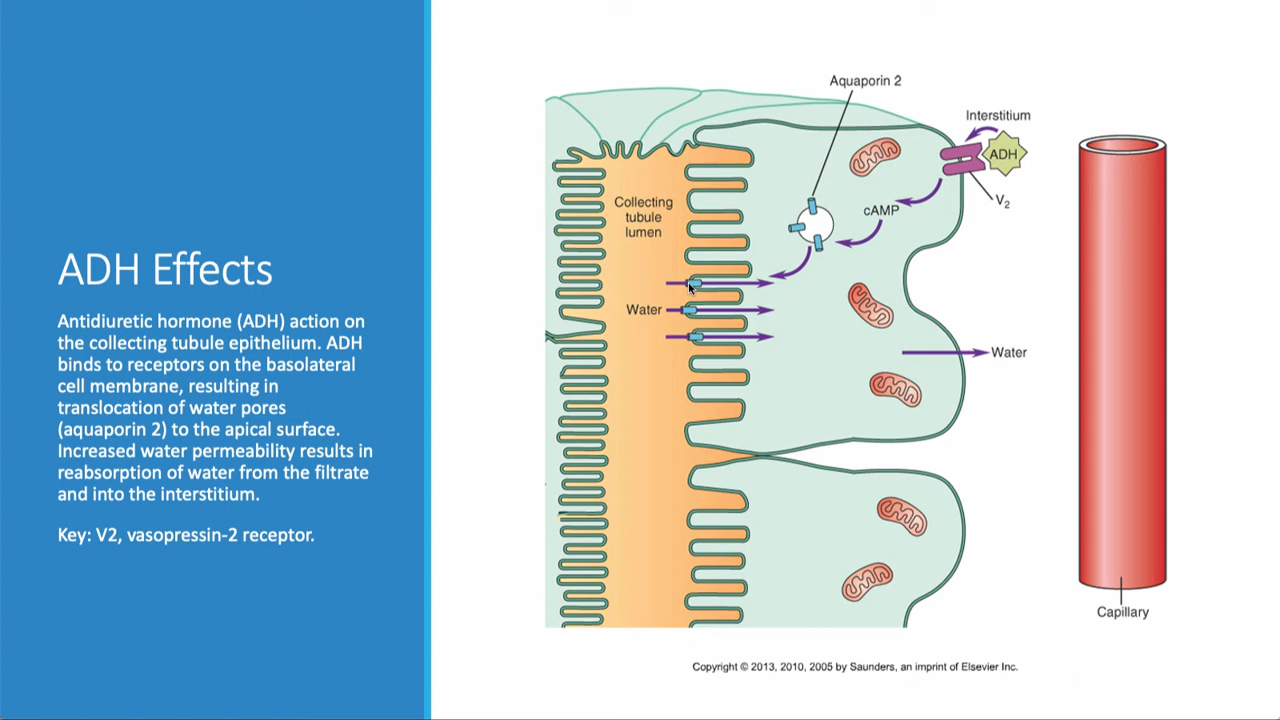 ADH Effects
Antidiuretic hormone (ADH) action on
the collecting tubule epithelium. ADH
binds to receptors on the basolateral
cell membrane, resulting in
translocation of water pores
(aquaporin 2) to the apical surface.
Increased water permeability results in
reabsorption of water from the filtrate
and into the interstitium.
Key: V2, vasopressin-2 receptor.
Aquaporin 2
Interstitium
ADH
V₂
cAMP
Collecting
tubule
lumen
Water
Water
Capillary
Copyright © 2013, 2010, 2005 by Saunders, an imprint of Elsevier Inc.